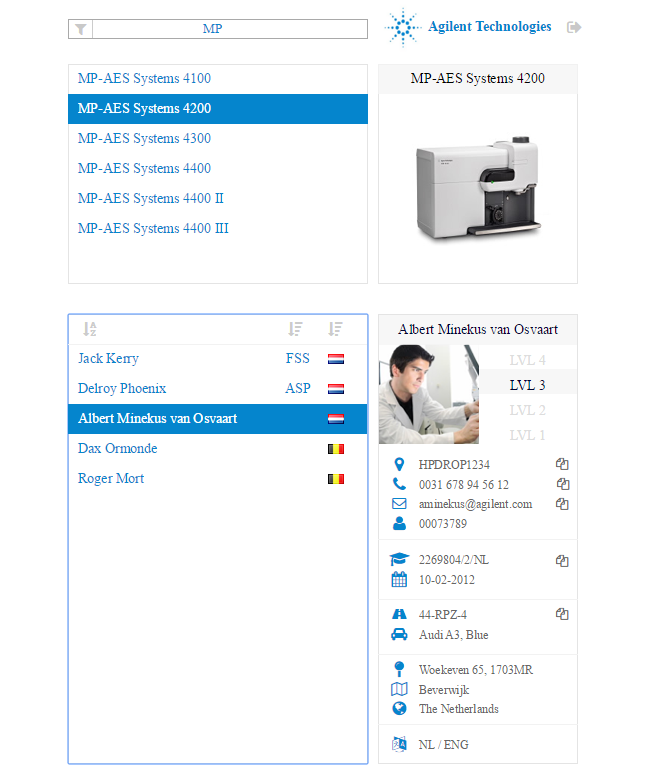 MP
Agilent Technologies
MP-AES Systems 4100
MP-AES Systems 4200
MP-AES Systems 4300
MP-AES Systems 4400
MP-AES Systems 4400 II
MP-AES Systems 4400 III
MP-AES Systems 4200
Jack Kerry FSS
Delroy Phoenix ASP
Albert Minekus van Osvaart
Dax Ormonde
Roger Mort
Albert Minekus van Osvaart
LVL 4
LVL 3
LVL 2
LVL 1
HPDROP1234
0031 678 94 56 12
aminekus@agilent.com
00073789
2269804/2/NL
10-02-2012
44-RPZ-4
Audi A3, Blue
Woekeven 65, 1703MR
Beverwijk
The Netherlands
NL / ENG